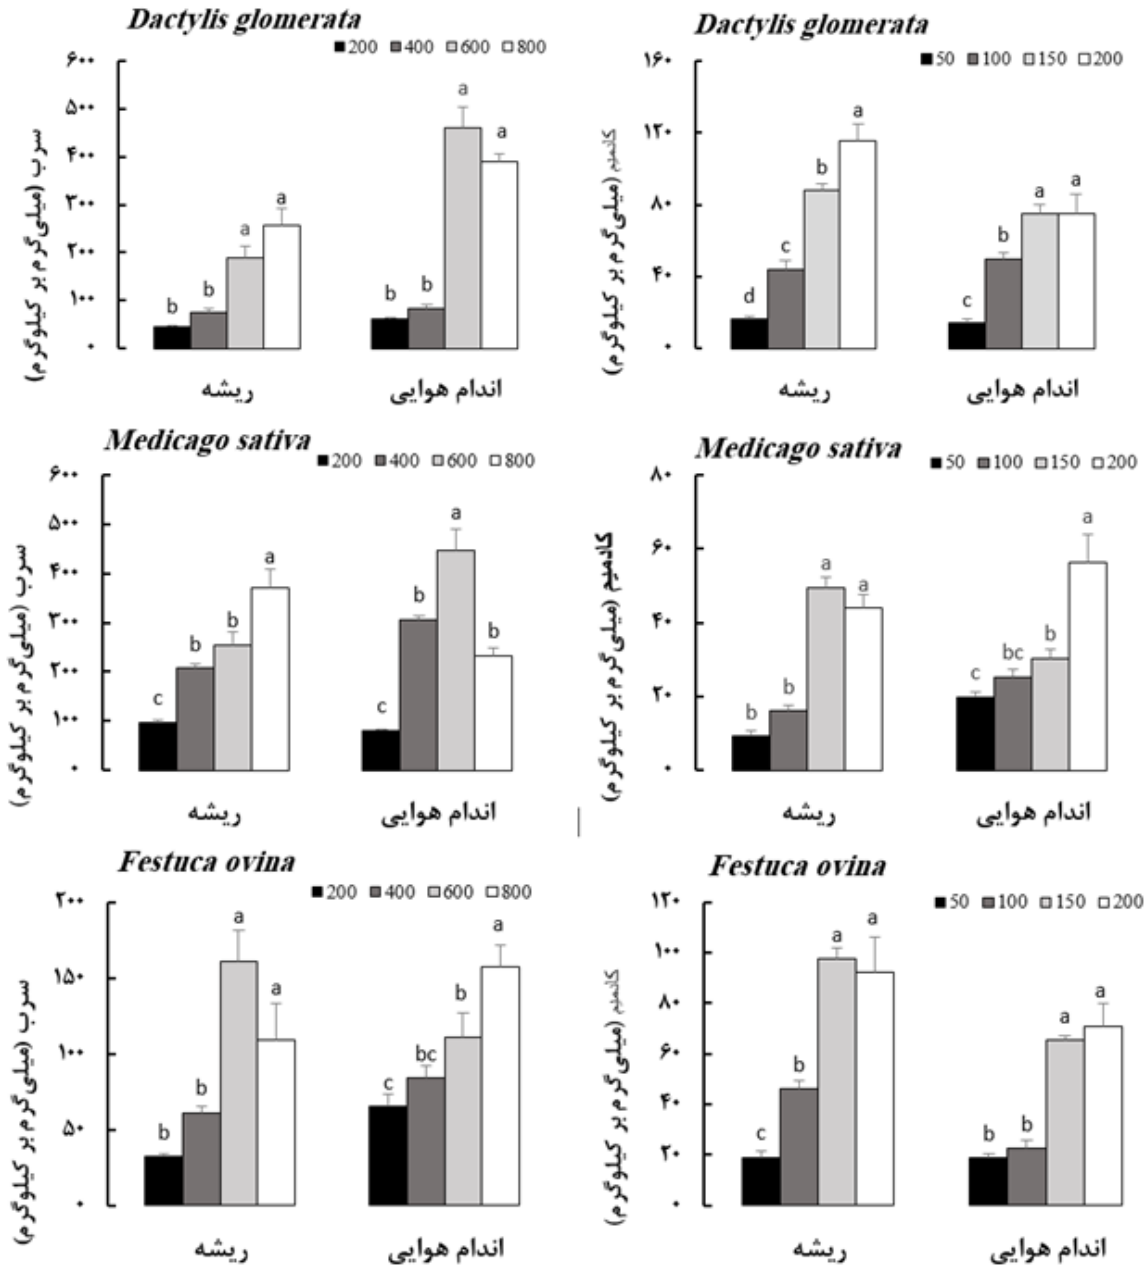 Dactylis glomerata
■200 ■400 □600 □800
۶۰۰
۵۰۰
۴۰۰
۳۰۰
۲۰۰
۱۰۰
۰
سرب (میلی‌گرم بر کیلوگرم)
b b a a
b b a a
ریشه اندام هوایی
Dactylis glomerata
■50 ■100 □150 □200
۱۶۰
۱۲۰
۸۰
۴۰
۰
کادمیم (میلی‌گرم بر کیلوگرم)
d c b a
c b a a
ریشه اندام هوایی
Medicago sativa
■200 ■400 □600 □800
۶۰۰
۵۰۰
۴۰۰
۳۰۰
۲۰۰
۱۰۰
۰
سرب (میلی‌گرم بر کیلوگرم)
c b b a
c b a b
ریشه اندام هوایی
Medicago sativa
■50 ■100 □150 □200
۸۰
۶۰
۴۰
۲۰
۰
کادمیم (میلی‌گرم بر کیلوگرم)
b b a a
c bc b a
ریشه اندام هوایی
Festuca ovina
■200 ■400 □600 □800
۲۰۰
۱۵۰
۱۰۰
۵۰
۰
سرب (میلی‌گرم بر کیلوگرم)
b b a a
c bc b a
ریشه اندام هوایی
Festuca ovina
■50 ■100 □150 □200
۱۲۰
۱۰۰
۸۰
۶۰
۴۰
۲۰
۰
کادمیم (میلی‌گرم بر کیلوگرم)
c b a a
b b a a
ریشه اندام هوایی